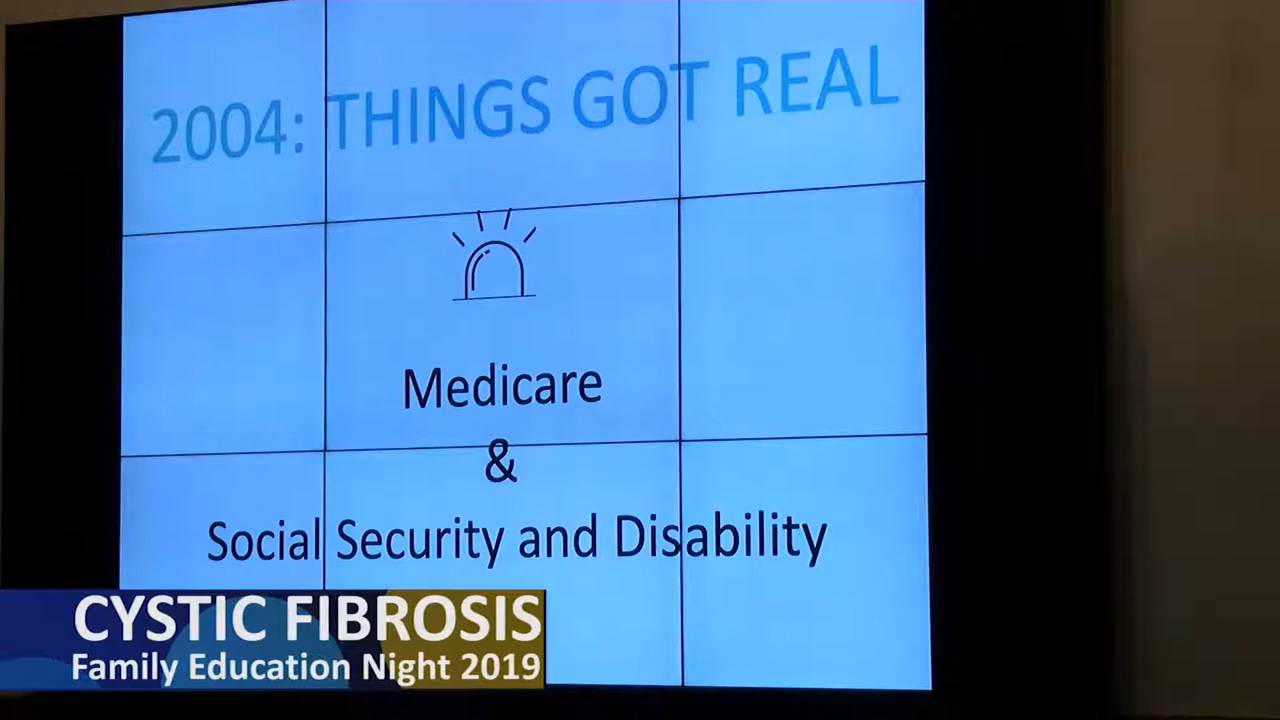 2004: THINGS GOT REAL
Medicare
&
Social Security and Disability
CYSTIC FIBROSIS
Family Education Night 2019